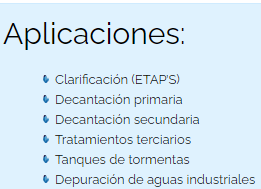 Aplicaciones:
Clarificación (ETAP'S)
Decantación primaria
Decantación secundaria
Tratamientos terciarios
Tanques de tormentas
Depuración de aguas industriales